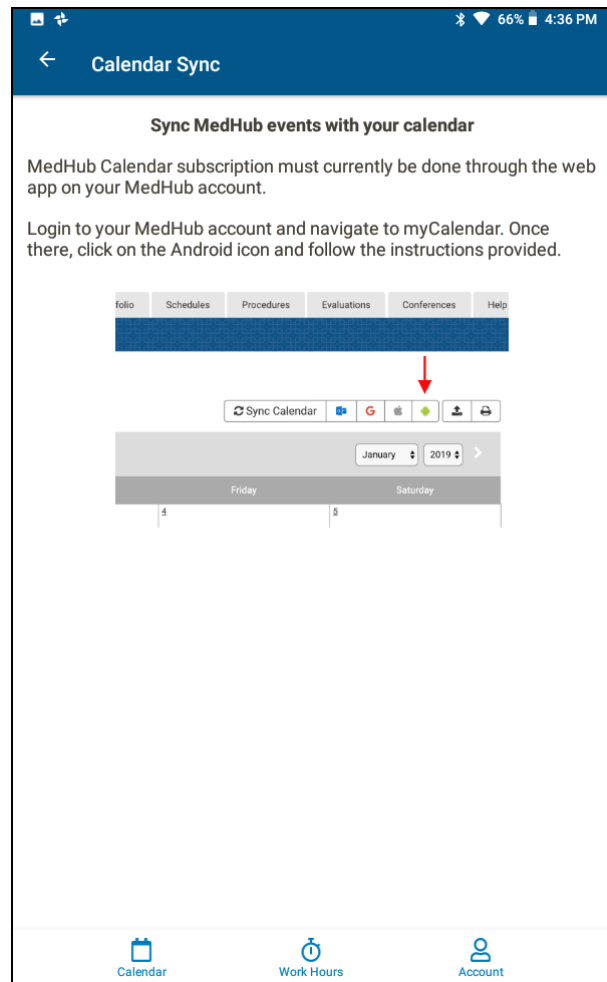 66% 4:36 PM
Calendar Sync
Sync MedHub events with your calendar
MedHub Calendar subscription must currently be done through the web
app on your MedHub account.
Login to your MedHub account and navigate to myCalendar. Once
there, click on the Android icon and follow the instructions provided.
folio Schedules Procedures Evaluations Conferences Help
Sync Calendar G
January 2019
Friday Saturday
4 5
Calendar Work Hours Account